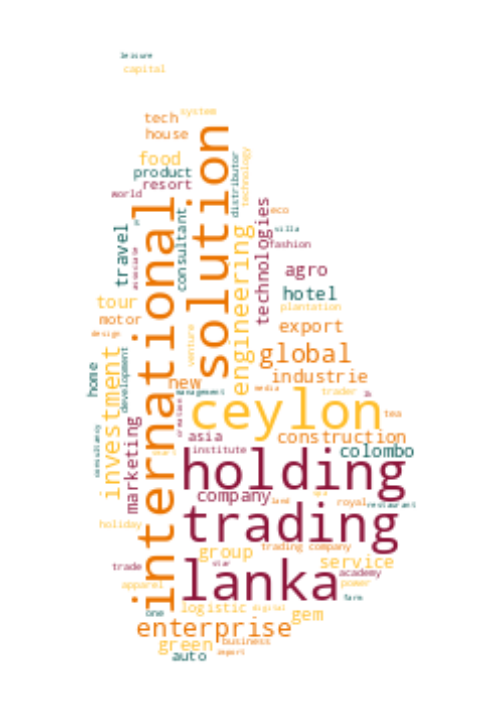 leisure
capital
system
tech
house
solution
food
product
resort
world
distributor
technology
international
consultant
technologies
eco
villa
fashion
travel
associate
engineering
agro
hotel
plantation
tour
motor
design
export
venture
global
industrie
home
development
investment
new
management
media
trader
creation
ceylon
tea
marketing
asia
construction
consultancy
institute
colombo
holding
company
land
spa
royal
restaurant
holiday
trading
group
trading company
service
trade
star
academy
lanka
apparel
power
farm
one
logistic
digital
gem
enterprise
green
business
import
auto